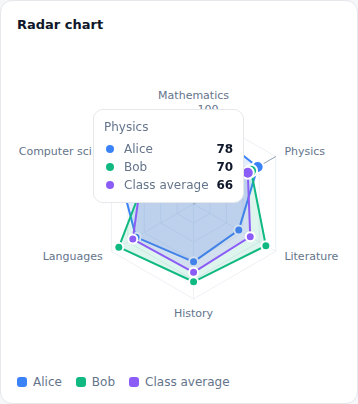 Radar chart
Mathematics
100
Physics
Alice 78
Bob 70
Class average 66
Computer sci
Physics
Languages
Literature
History
Alice Bob Class average